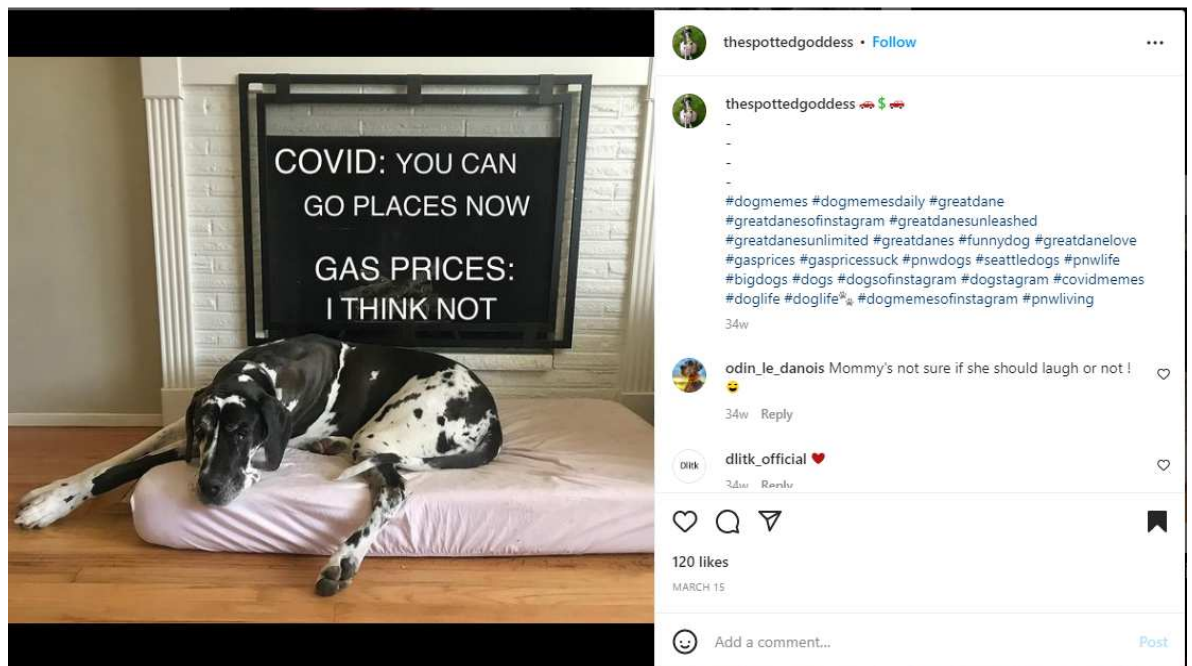 COVID: YOU CAN
GO PLACES NOW
GAS PRICES:
I THINK NOT
thespottedgoddess • Follow
thespottedgoddess 🚗💲🚗
-
-
-
-
#dogmemes #dogmemesdaily #greatdane
#greatdanesofinstagram #greatdanesunleashed
#greatdanesunlimited #greatdanes #funnydog #greatdanelove
#gasprices #gaspricessuck #pnwdogs #seattledogs #pnwlife
#bigdogs #dogs #dogsofinstagram #dogstagram #covidmemes
#doglife #doglife🐾 #dogmemesofinstagram #pnwliving
34w
odin_le_danois Mommy's not sure if she should laugh or not !
😅
34w Reply
Dlitk
dlitk_official ❤️
34w Reply
120 likes
MARCH 15
Add a comment...
Post